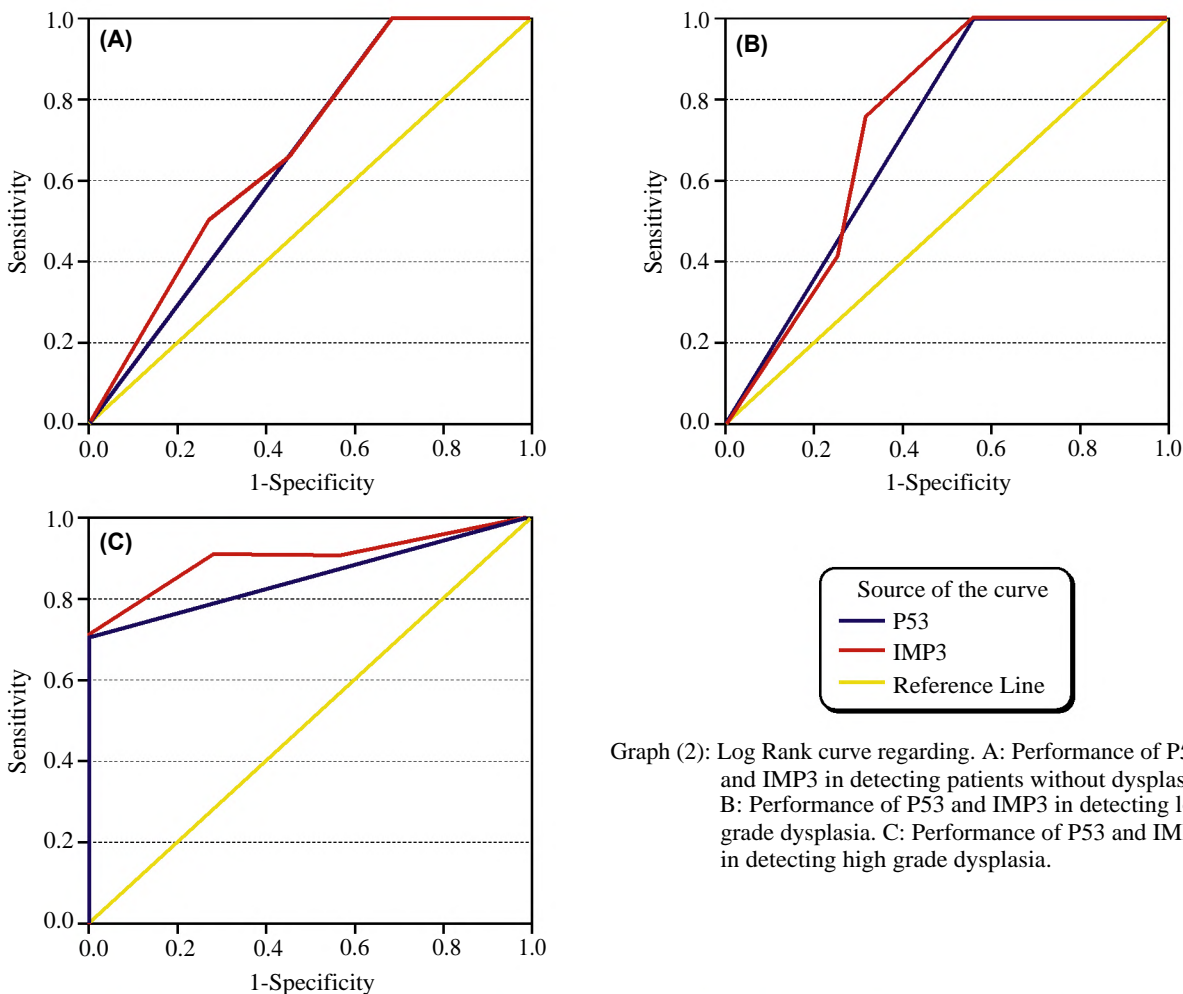 (A)
1.0
0.8
0.6
0.4
0.2
0.0
Sensitivity
0.0 0.2 0.4 0.6 0.8 1.0
1-Specificity
(B)
1.0
0.8
0.6
0.4
0.2
0.0
Sensitivity
0.0 0.2 0.4 0.6 0.8 1.0
1-Specificity
(C)
1.0
0.8
0.6
0.4
0.2
0.0
Sensitivity
0.0 0.2 0.4 0.6 0.8 1.0
1-Specificity
Source of the curve
P53
IMP3
Reference Line
Graph (2): Log Rank curve regarding. A: Performance of
and IMP3 in detecting patients without
B: Performance of P53 and IMP3 in detecting
grade dysplasia. C: Performance of P53 and
in detecting high grade dysplasia.